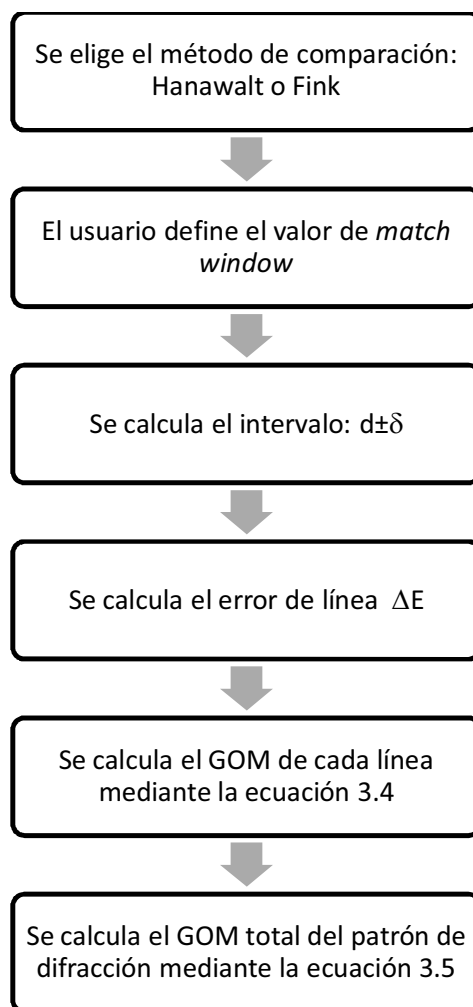 Se elige el método de comparación:
Hanawalt o Fink
El usuario define el valor de match
window
Se calcula el intervalo: d±δ
Se calcula el error de línea ΔE
Se calcula el GOM de cada línea
mediante la ecuación 3.4
Se calcula el GOM total del patrón de
difracción mediante la ecuación 3.5